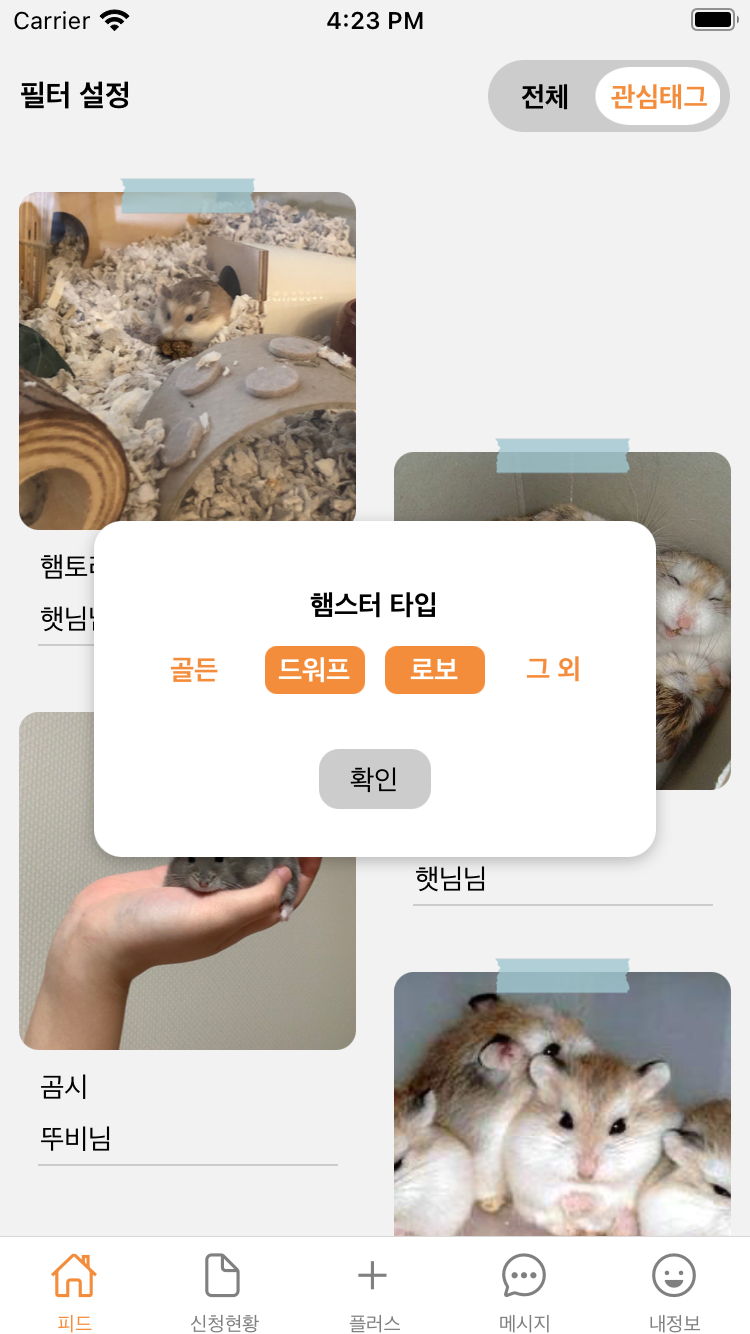 Carrier 4:23 PM
필터 설정
전체 관심태그
햄토
햇님
햄스터 타입
골든 드워프 로보 그 외
확인
햇님님
곰시
뚜비님
피드 신청현황 플러스 메시지 내정보